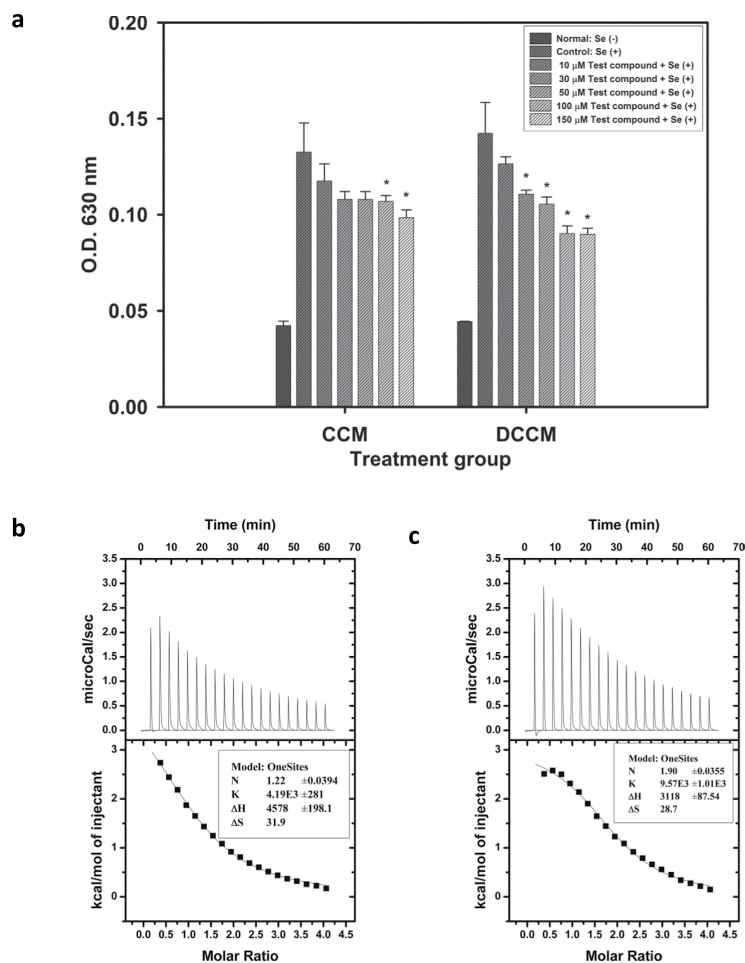 a
0.20
0.15
0.10
0.05
0.00
O.D. 630 nm
Normal: Se (-)
Control: Se (+)
10 μM Test compound + Se (+)
30 μM Test compound + Se (+)
50 μM Test compound + Se (+)
100 μM Test compound + Se (+)
150 μM Test compound + Se (+)
* * * * * *
CCM DCCM
Treatment group
b
Time (min)
0 10 20 30 40 50 60 70
3.5
3.0
2.5
2.0
1.5
1.0
0.5
0.0
microCal/sec
3
2
1
0
kcal/mol of injectant
Model: OneSites
N 1.22 ±0.0394
K 4.19E3 ±281
ΔH 4578 ±198.1
ΔS 31.9
0.0 0.5 1.0 1.5 2.0 2.5 3.0 3.5 4.0 4.5
Molar Ratio
c
Time (min)
0 10 20 30 40 50 60 70
3.5
3.0
2.5
2.0
1.5
1.0
0.5
0.0
microCal/sec
3
2
1
0
kcal/mol of injectant
Model: OneSites
N 1.90 ±0.0355
K 9.57E3 ±1.01E3
ΔH 3118 ±87.54
ΔS 28.7
0.0 0.5 1.0 1.5 2.0 2.5 3.0 3.5 4.0 4.5
Molar Ratio